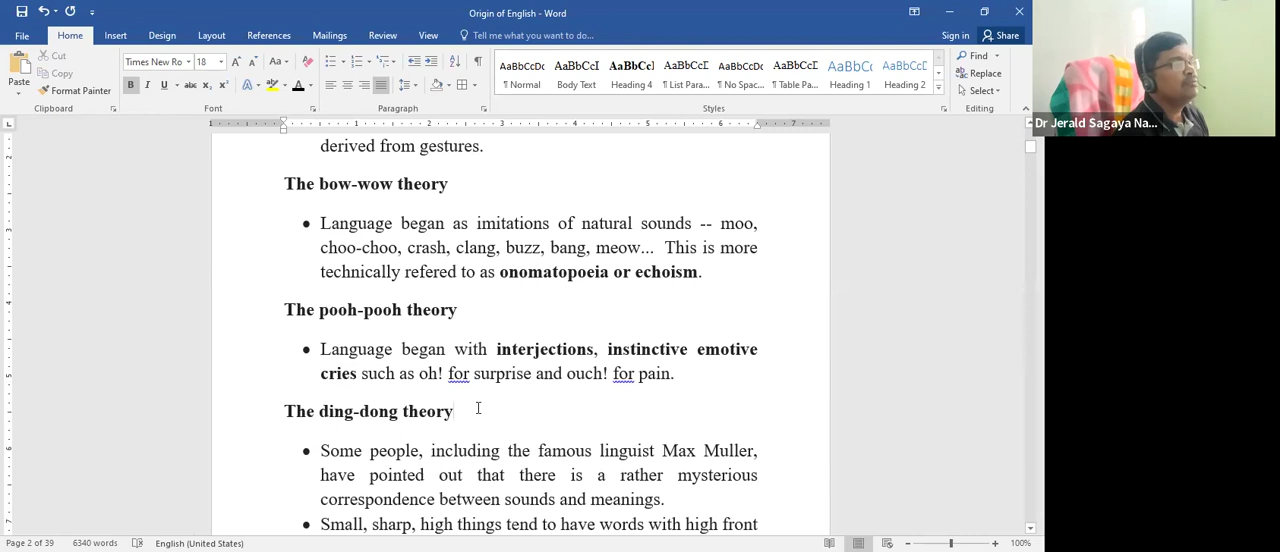 Origin of English - Word
File Home Insert Design Layout References Mailings Review View Tell me what you want to do... Sign in Share
Paste Cut Copy Format Painter
Times New Ro 18 Aa
AaBbCcDc AaBbCcI AaBbCcI AaBbCcI AaBbCcDc AaBbCcI AaBbCc AaBbCcI
¶ Normal Body Text Heading 4 ¶ List Para... ¶ No Spac... ¶ Table Pa... Heading 1 Heading 2
Find
Replace
Select
Clipboard Font Paragraph Styles Editing
Dr Jerald Sagaya Na...
derived from gestures.
The bow-wow theory
● Language began as imitations of natural sounds -- moo,
choo-choo, crash, clang, buzz, bang, meow... This is more
technically refered to as onomatopoeia or echoism.
The pooh-pooh theory
● Language began with interjections, instinctive emotive
cries such as oh! for surprise and ouch! for pain.
The ding-dong theory
● Some people, including the famous linguist Max Muller,
have pointed out that there is a rather mysterious
correspondence between sounds and meanings.
● Small, sharp, high things tend to have words with high front
Page 2 of 39 6340 words English (United States) 100%